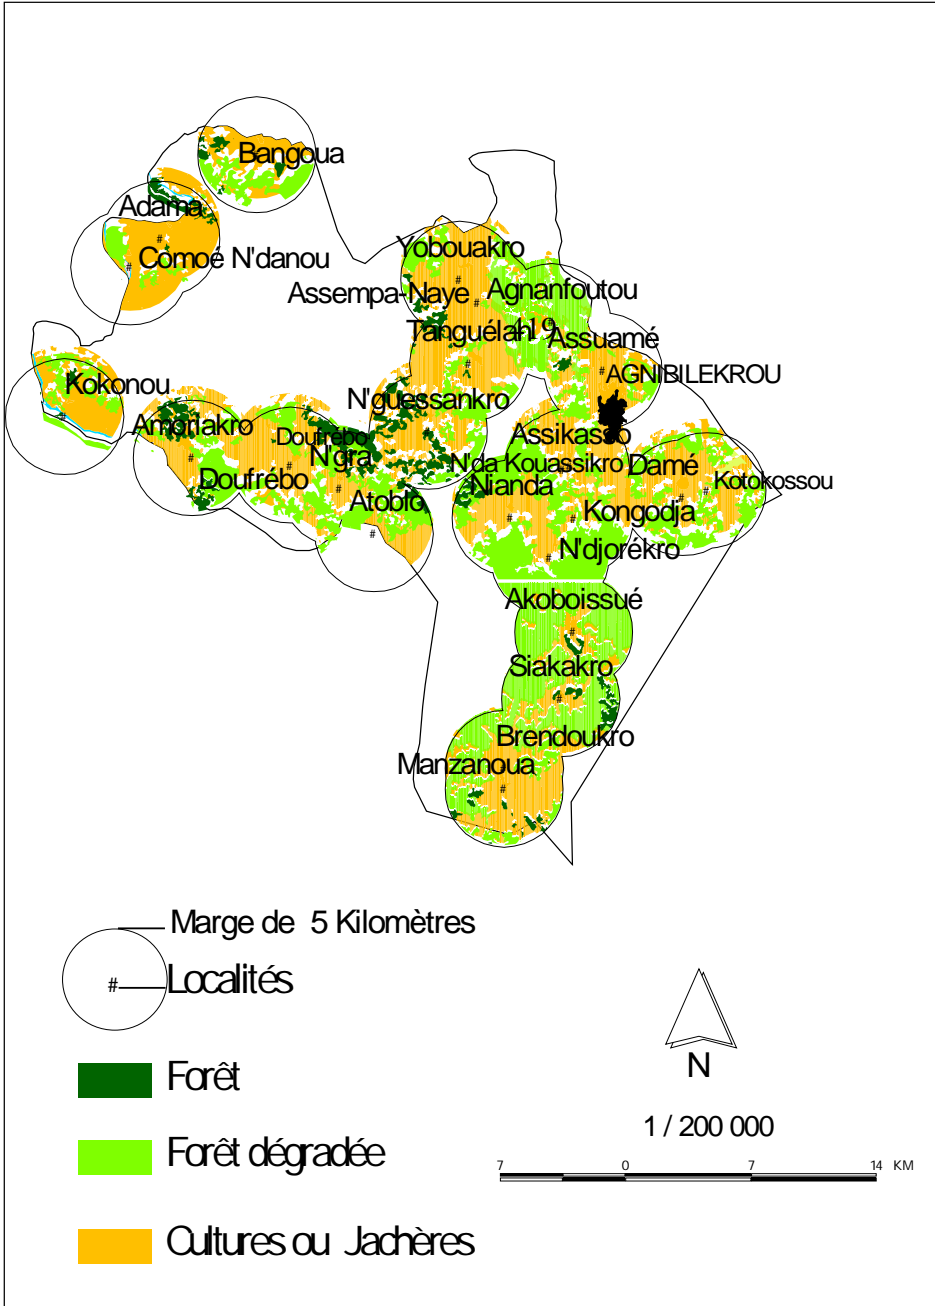 Bangoua
Adama
Comoé N'danou
Yobouakro
Assempa-Naye
Agnanfoutou
Tanguélan
Assuamé
AGNIBILEKROU
Kokonou
N'guessankro
Amoriakro
Doufrébo
N'gra
Assikasso
N'da Kouassikro
Damé
Doufrébo
Nianda
Kotokossou
Atobio
Kongodja
N'djorékro
Akoboissué
Siakakro
Brendoukro
Manzanoua
Marge de 5 Kilomètres
# Localités
Forêt
N
Forêt dégradée
1 / 200 000
7 0 7 14 KM
Cultures ou Jachères